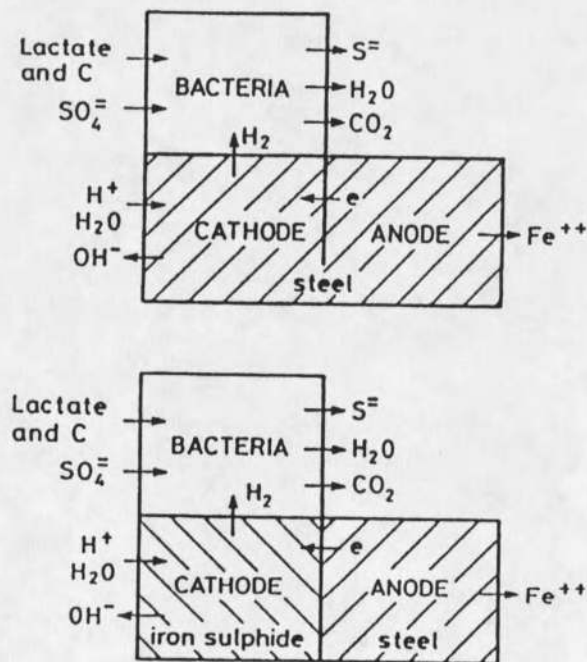 Lactate
and C
SO₄⁼
BACTERIA
S⁼
H₂O
CO₂
H₂
H⁺
H₂O
OH⁻
CATHODE
e
ANODE
Fe⁺⁺
steel
Lactate
and C
SO₄⁼
BACTERIA
S⁼
H₂O
CO₂
H₂
H⁺
H₂O
OH⁻
CATHODE
e
ANODE
Fe⁺⁺
iron sulphide
steel